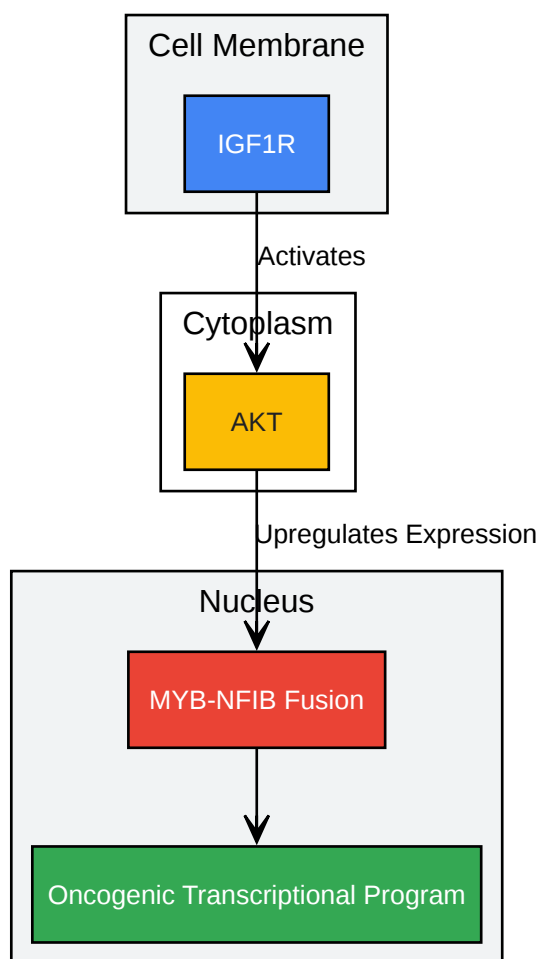 Cell Membrane
IGF1R
Activates
Cytoplasm
AKT
Upregulates Expression
Nucleus
MYB-NFIB Fusion
Oncogenic Transcriptional Program